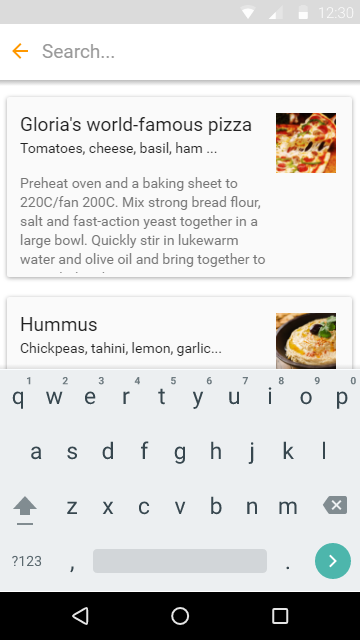 12:30
Search...
Gloria's world-famous pizza
Tomatoes, cheese, basil, ham ...
Preheat oven and a baking sheet to
220C/fan 200C. Mix strong bread flour,
salt and fast-action yeast together in a
large bowl. Quickly stir in lukewarm
water and olive oil and bring together to
Hummus
Chickpeas, tahini, lemon, garlic...
1 2 3 4 5 6 7 8 9 0
q w e r t y u i o p
a s d f g h j k l
z x c v b n m
?123 , .